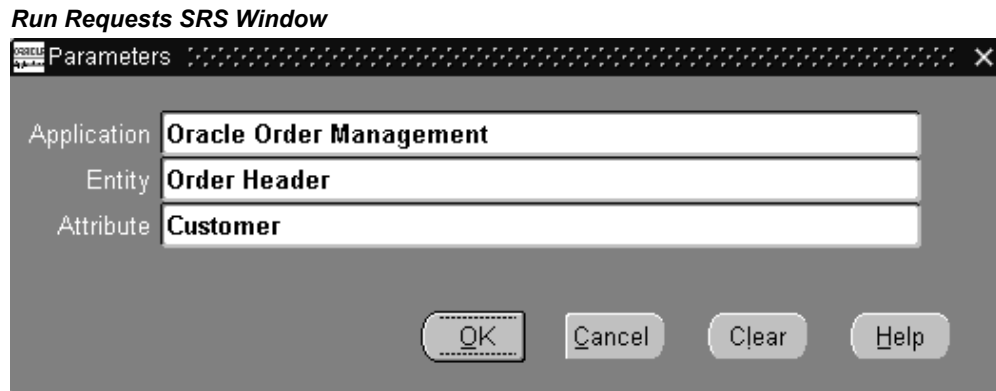 Run Requests SRS Window
Parameters
Application Oracle Order Management
Entity Order Header
Attribute Customer
OK Cancel Clear Help